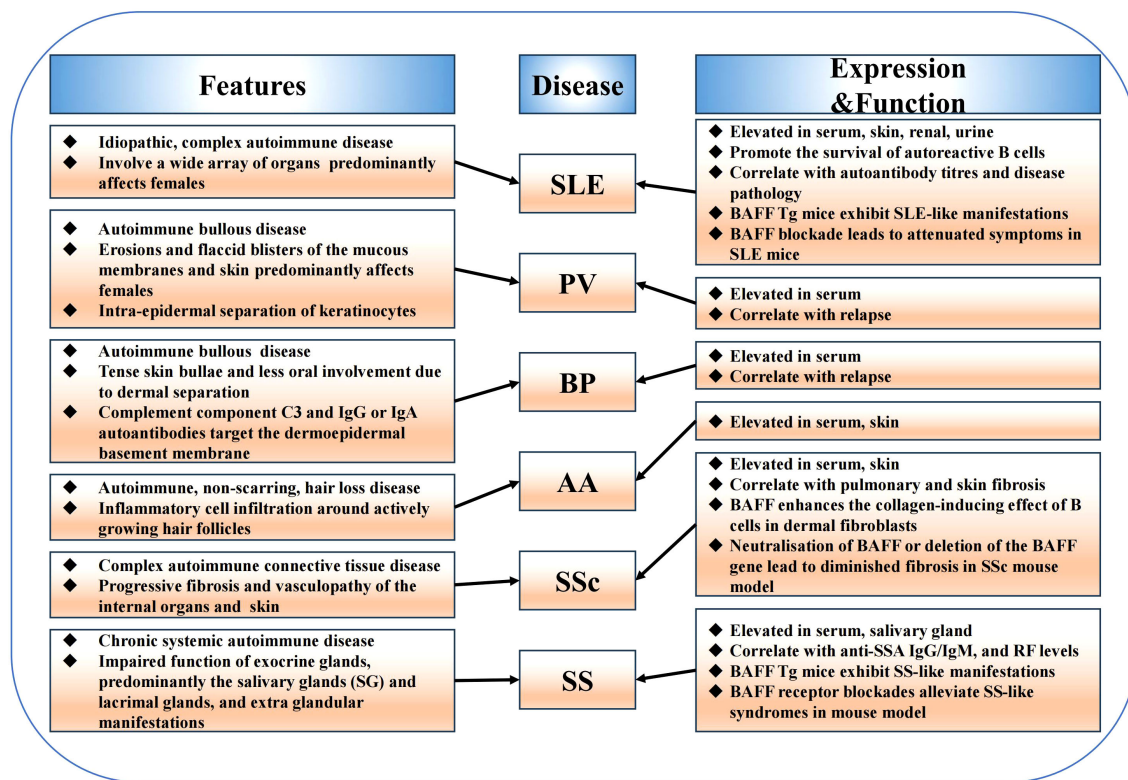 Features
Disease
Expression
&Function
◆ Idiopathic, complex autoimmune disease
◆ Involve a wide array of organs predominantly
affects females
SLE
◆ Elevated in serum, skin, renal, urine
◆ Promote the survival of autoreactive B cells
◆ Correlate with autoantibody titres and disease
pathology
◆ BAFF Tg mice exhibit SLE-like manifestations
◆ BAFF blockade leads to attenuated symptoms in
SLE mice
◆ Autoimmune bullous disease
◆ Erosions and flaccid blisters of the mucous
membranes and skin predominantly affects
females
◆ Intra-epidermal separation of keratinocytes
PV
◆ Elevated in serum
◆ Correlate with relapse
◆ Autoimmune bullous disease
◆ Tense skin bullae and less oral involvement due
to dermal separation
◆ Complement component C3 and IgG or IgA
autoantibodies target the dermoepidermal
basement membrane
BP
◆ Elevated in serum
◆ Correlate with relapse
◆ Autoimmune, non-scarring, hair loss disease
◆ Inflammatory cell infiltration around actively
growing hair follicles
AA
◆ Elevated in serum, skin
◆ Complex autoimmune connective tissue disease
◆ Progressive fibrosis and vasculopathy of the
internal organs and skin
SSc
◆ Elevated in serum, skin
◆ Correlate with pulmonary and skin fibrosis
◆ BAFF enhances the collagen-inducing effect of B
cells in dermal fibroblasts
◆ Neutralisation of BAFF or deletion of the BAFF
gene lead to diminished fibrosis in SSc mouse
model
◆ Chronic systemic autoimmune disease
◆ Impaired function of exocrine glands,
predominantly the salivary glands (SG) and
lacrimal glands, and extra glandular
manifestations
SS
◆ Elevated in serum, salivary gland
◆ Correlate with anti-SSA IgG/IgM, and RF levels
◆ BAFF Tg mice exhibit SS-like manifestations
◆ BAFF receptor blockades alleviate SS-like
syndromes in mouse model